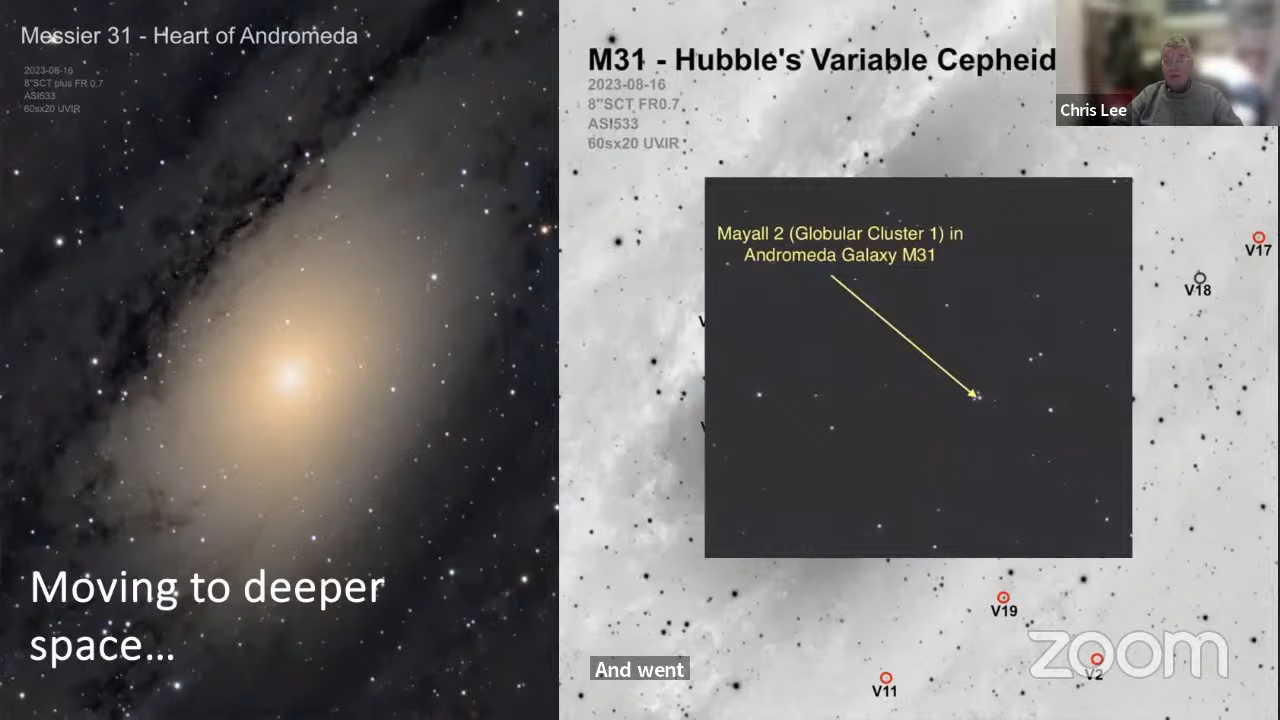 Messier 31 - Heart of Andromeda
2023-08-16
8"SCT plus FR 0.7
ASI533
60sx20 UVIR
Moving to deeper
space...
M31 - Hubble's Variable Cepheid
2023-08-16
8"SCT FR0.7
ASI533
60sx20 UVIR
Chris Lee
Mayall 2 (Globular Cluster 1) in
Andromeda Galaxy M31
V17
V18
V19
V2
V11
And went
zoom